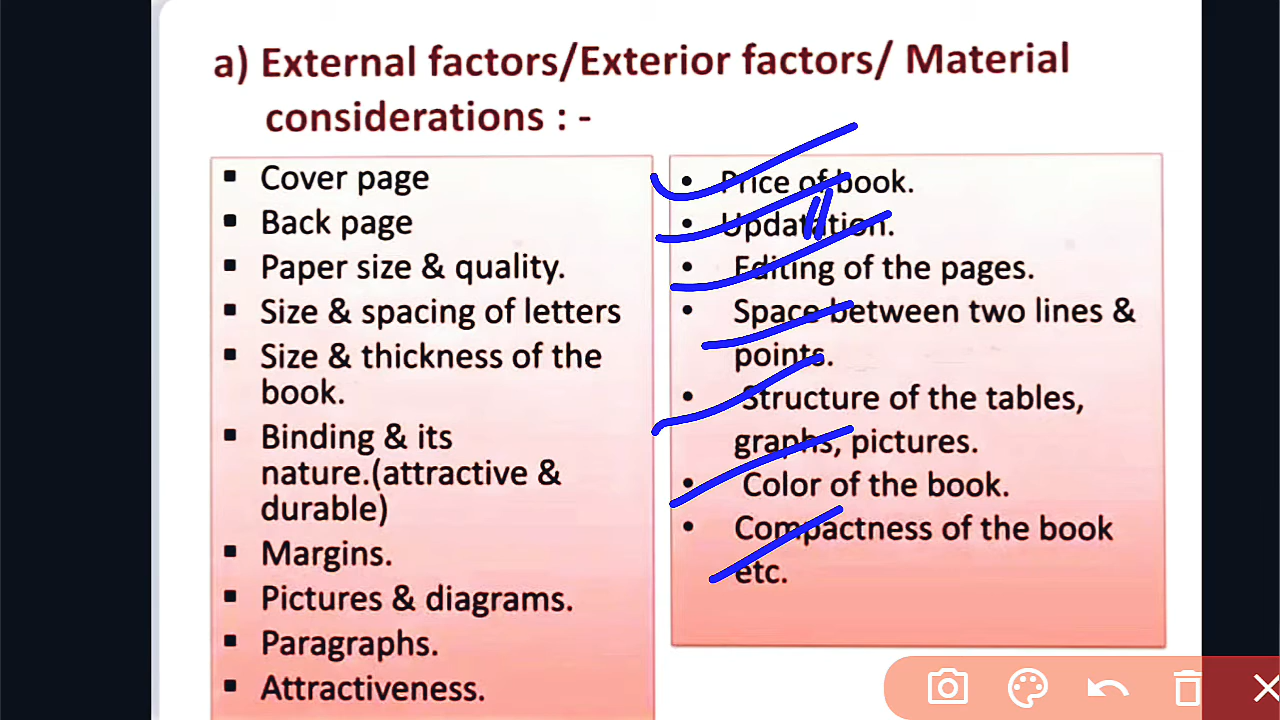 a) External factors/Exterior factors/ Material
considerations : -
▪ Cover page
▪ Back page
▪ Paper size & quality.
▪ Size & spacing of letters
▪ Size & thickness of the
book.
▪ Binding & its
nature.(attractive &
durable)
▪ Margins.
▪ Pictures & diagrams.
▪ Paragraphs.
▪ Attractiveness.
• Price of book.
• Updatation.
• Editing of the pages.
• Space between two lines &
points.
• Structure of the tables,
graphs, pictures.
• Color of the book.
• Compactness of the book
etc.